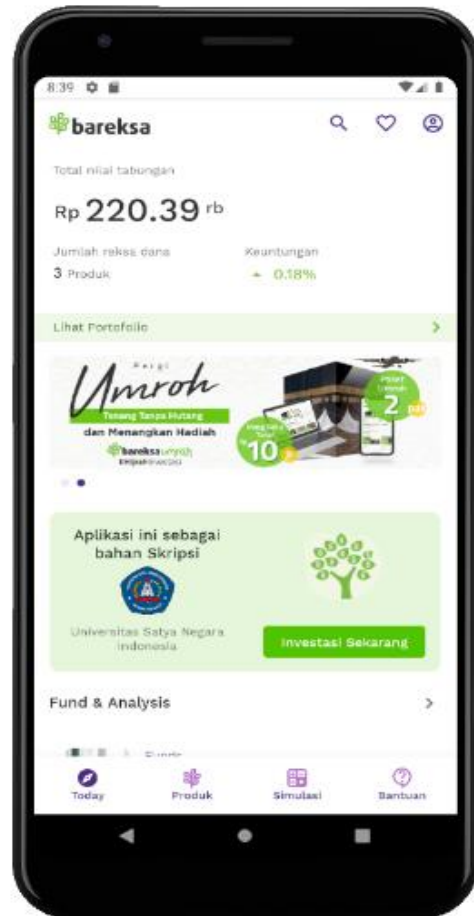 8:39
bareksa
Total nilai tabungan
Rp 220.39 rb
Jumlah reksa dana
Keuntungan
3 Produk
0.18%
Lihat Portofolio
Pergi
Umroh
Tenang Tanpa Hutang
dan Menangkan Hadiah
bareksaumroh
10
2
Aplikasi ini sebagai
bahan Skripsi
Universitas Satya Negara
Indonesia
Investasi Sekarang
Fund & Analysis
Funds
Today
Produk
Simulasi
Bantuan